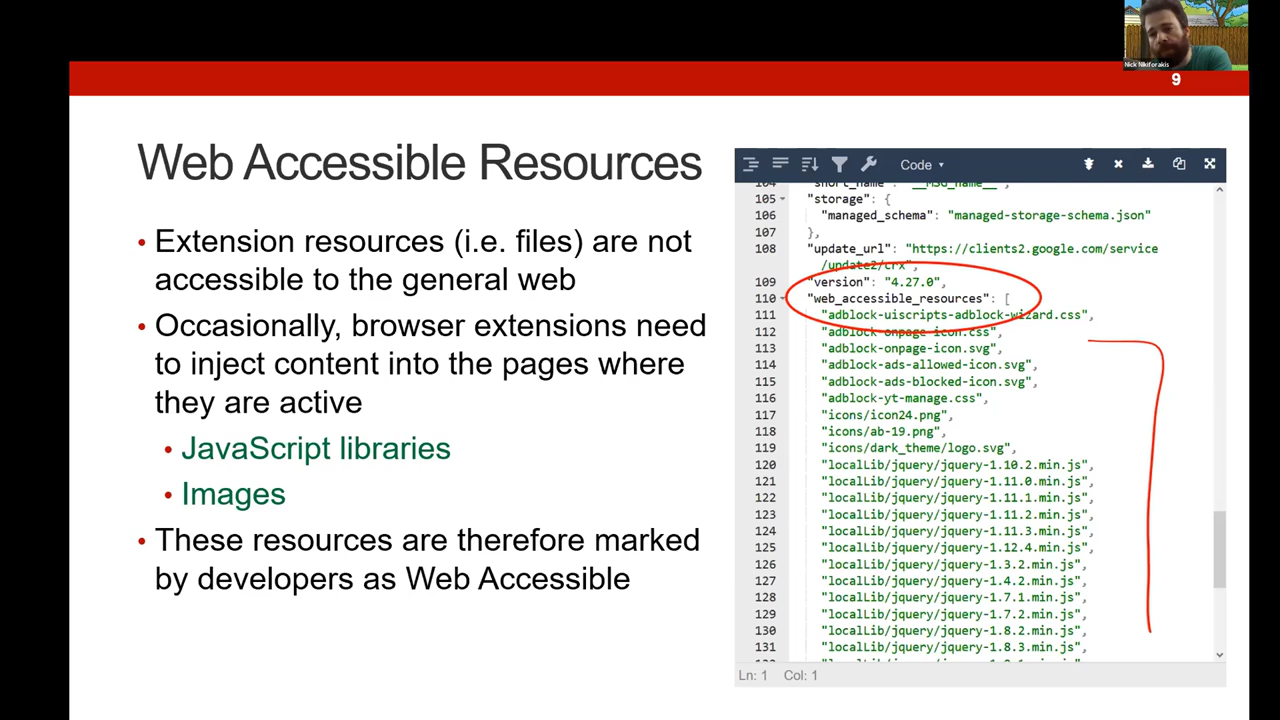 Nick Nikiforakis
9
Web Accessible Resources
• Extension resources (i.e. files) are not
accessible to the general web
• Occasionally, browser extensions need
to inject content into the pages where
they are active
• JavaScript libraries
• Images
• These resources are therefore marked
by developers as Web Accessible
Code
104 "short_name": "__MSG_name__",
105 "storage": {
106 "managed_schema": "managed-storage-schema.json"
107 },
108 "update_url": "https://clients2.google.com/service
/update2/crx",
109 "version": "4.27.0",
110 "web_accessible_resources": [
111 "adblock-uiscripts-adblock-wizard.css",
112 "adblock-onpage-icon.css",
113 "adblock-onpage-icon.svg",
114 "adblock-ads-allowed-icon.svg",
115 "adblock-ads-blocked-icon.svg",
116 "adblock-yt-manage.css",
117 "icons/icon24.png",
118 "icons/ab-19.png",
119 "icons/dark_theme/logo.svg",
120 "localLib/jquery/jquery-1.10.2.min.js",
121 "localLib/jquery/jquery-1.11.0.min.js",
122 "localLib/jquery/jquery-1.11.1.min.js",
123 "localLib/jquery/jquery-1.11.2.min.js",
124 "localLib/jquery/jquery-1.11.3.min.js",
125 "localLib/jquery/jquery-1.12.4.min.js",
126 "localLib/jquery/jquery-1.3.2.min.js",
127 "localLib/jquery/jquery-1.4.2.min.js",
128 "localLib/jquery/jquery-1.7.1.min.js",
129 "localLib/jquery/jquery-1.7.2.min.js",
130 "localLib/jquery/jquery-1.8.2.min.js",
131 "localLib/jquery/jquery-1.8.3.min.js",
Ln: 1 Col: 1